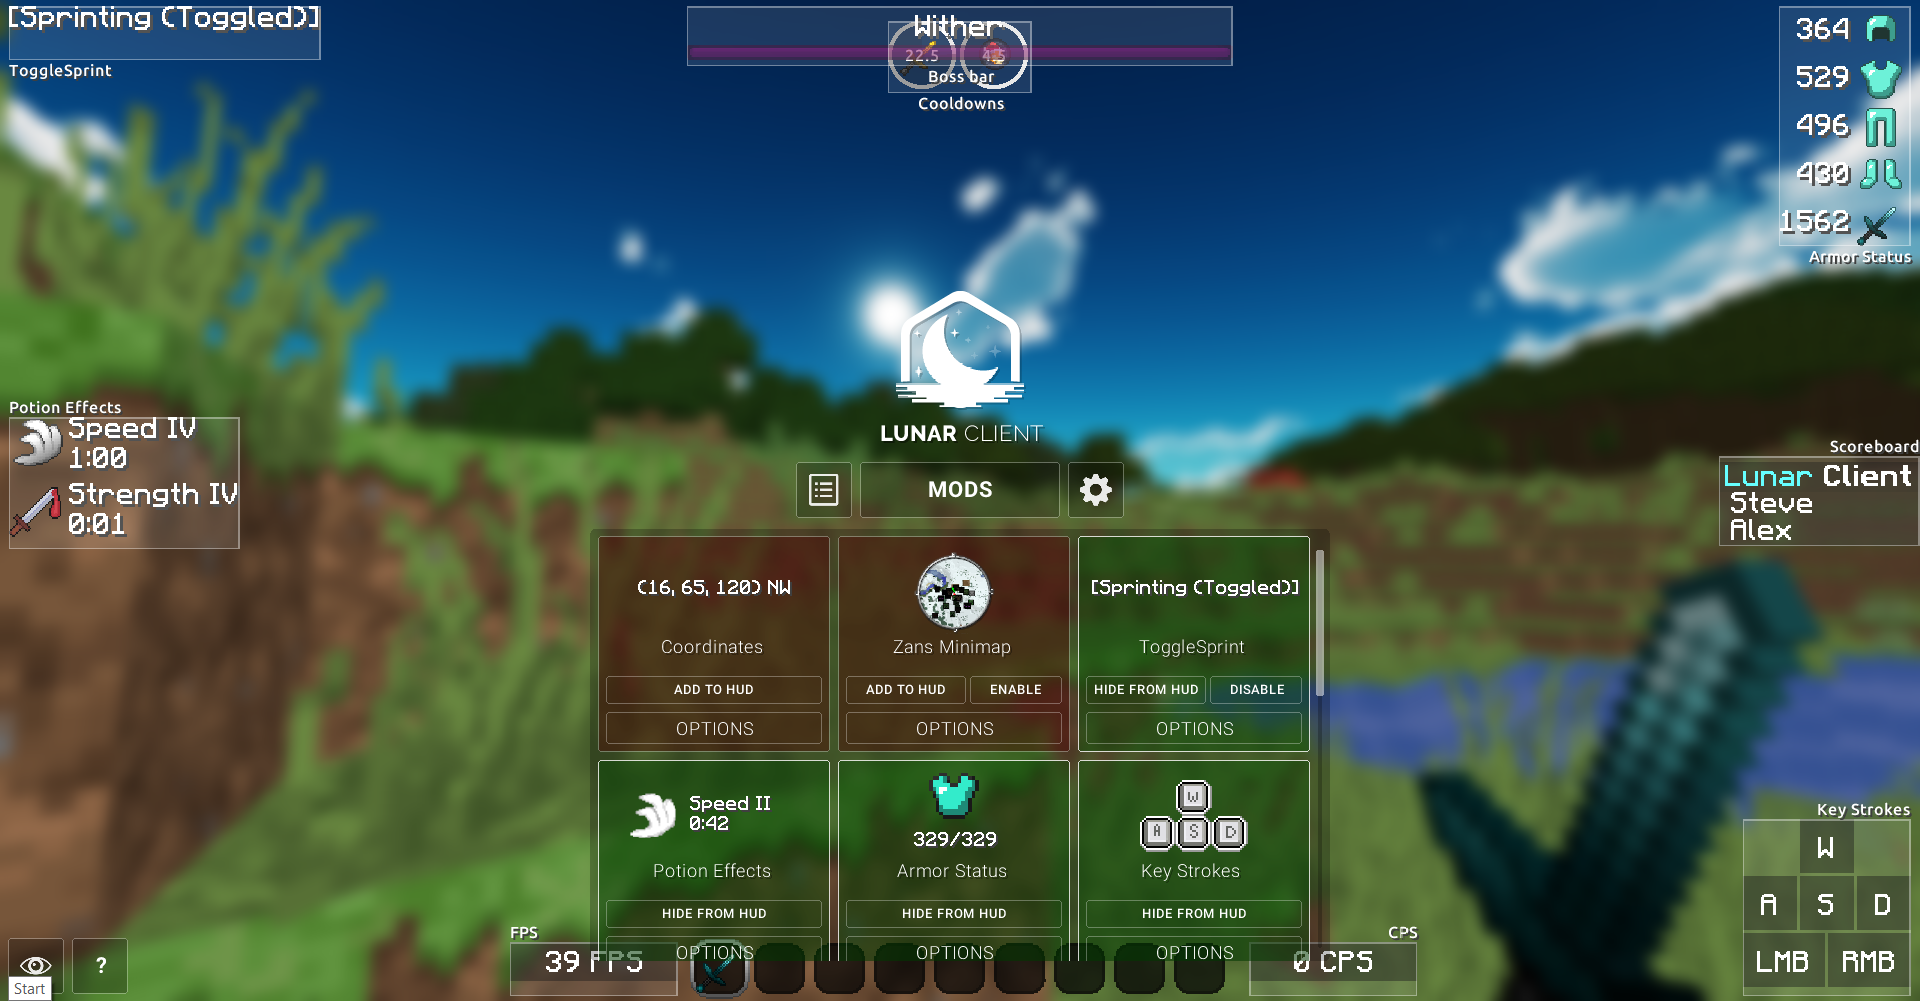 [Sprinting (Toggled)]
ToggleSprint
Wither
22.5
4.5
Boss bar
Cooldowns
364
529
496
430
1562
Armor Status
Potion Effects
Speed IV
1:00
Strength IV
0:01
LUNAR CLIENT
MODS
Scoreboard
Lunar Client
Steve
Alex
(16, 65, 120) NW
Coordinates
ADD TO HUD
OPTIONS
Zans Minimap
ADD TO HUD ENABLE
OPTIONS
[Sprinting (Toggled)]
ToggleSprint
HIDE FROM HUD DISABLE
OPTIONS
Speed II
0:42
Potion Effects
HIDE FROM HUD
OPTIONS
329/329
Armor Status
HIDE FROM HUD
OPTIONS
W
A S D
Key Strokes
HIDE FROM HUD
OPTIONS
Key Strokes
W
A S D
LMB RMB
FPS
39 FPS
CPS
0 CPS
?
Start